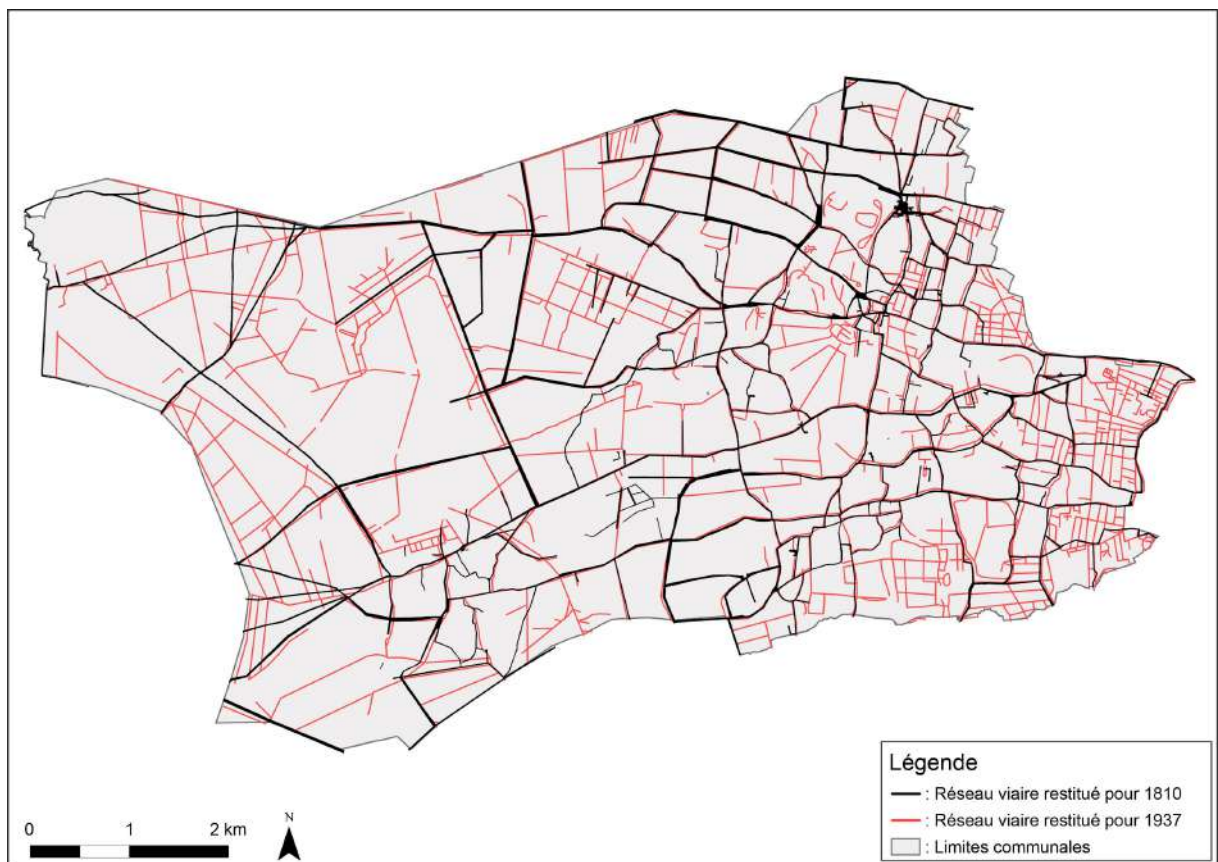 Légende
: Réseau viaire restitué pour 1810
: Réseau viaire restitué pour 1937
: Limites communales
0 1 2 km
N